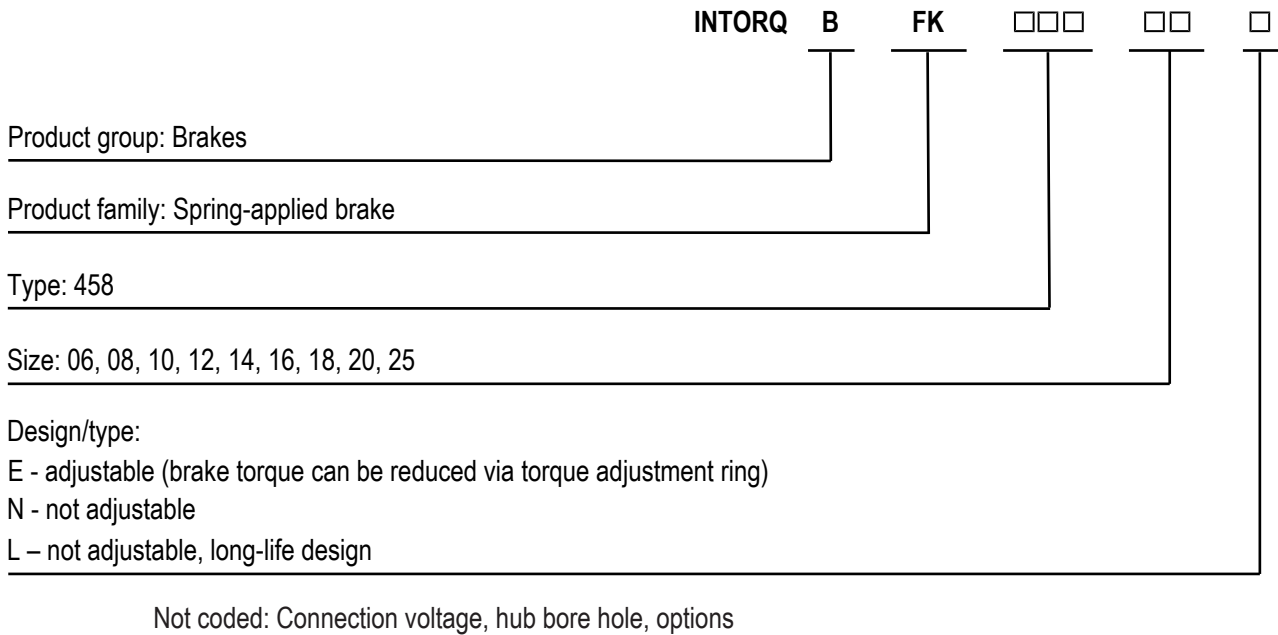 INTORQ B FK □□□ □□ □
Product group: Brakes
Product family: Spring-applied brake
Type: 458
Size: 06, 08, 10, 12, 14, 16, 18, 20, 25
Design/type:
E - adjustable (brake torque can be reduced via torque adjustment ring)
N - not adjustable
L – not adjustable, long-life design
Not coded: Connection voltage, hub bore hole, options